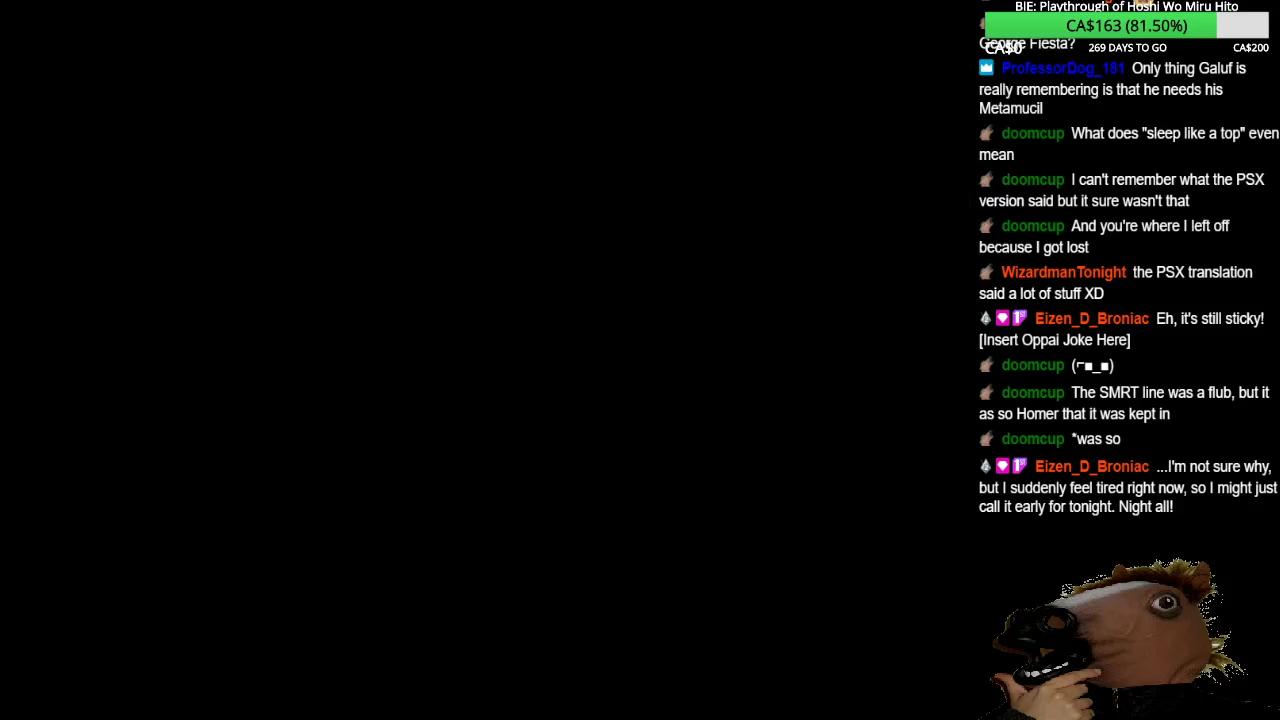 BIE: Playthrough of Hoshi Wo Miru Hito
CA$163 (81.50%)
George Fiesta?
CA$0
269 DAYS TO GO
CA$200
ProfessorDog_181 Only thing Galuf is
really remembering is that he needs his
Metamucil
doomcup What does "sleep like a top" even
mean
doomcup I can't remember what the PSX
version said but it sure wasn't that
doomcup And you're where I left off
because I got lost
WizardmanTonight the PSX translation
said a lot of stuff XD
Eizen_D_Broniac Eh, it's still sticky!
[Insert Oppai Joke Here]
doomcup (⌐■_■)
doomcup The SMRT line was a flub, but it
as so Homer that it was kept in
doomcup *was so
Eizen_D_Broniac ...I'm not sure why,
but I suddenly feel tired right now, so I might just
call it early for tonight. Night all!